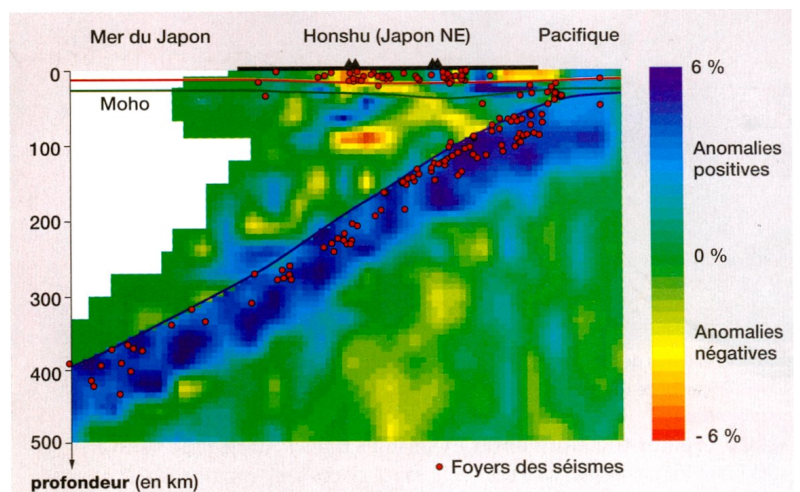 Mer du Japon
Honshu (Japon NE)
Pacifique
0
Moho
100
200
300
400
500
profondeur (en km)
6 %
Anomalies
positives
0 %
Anomalies
négatives
- 6 %
Foyers des séismes